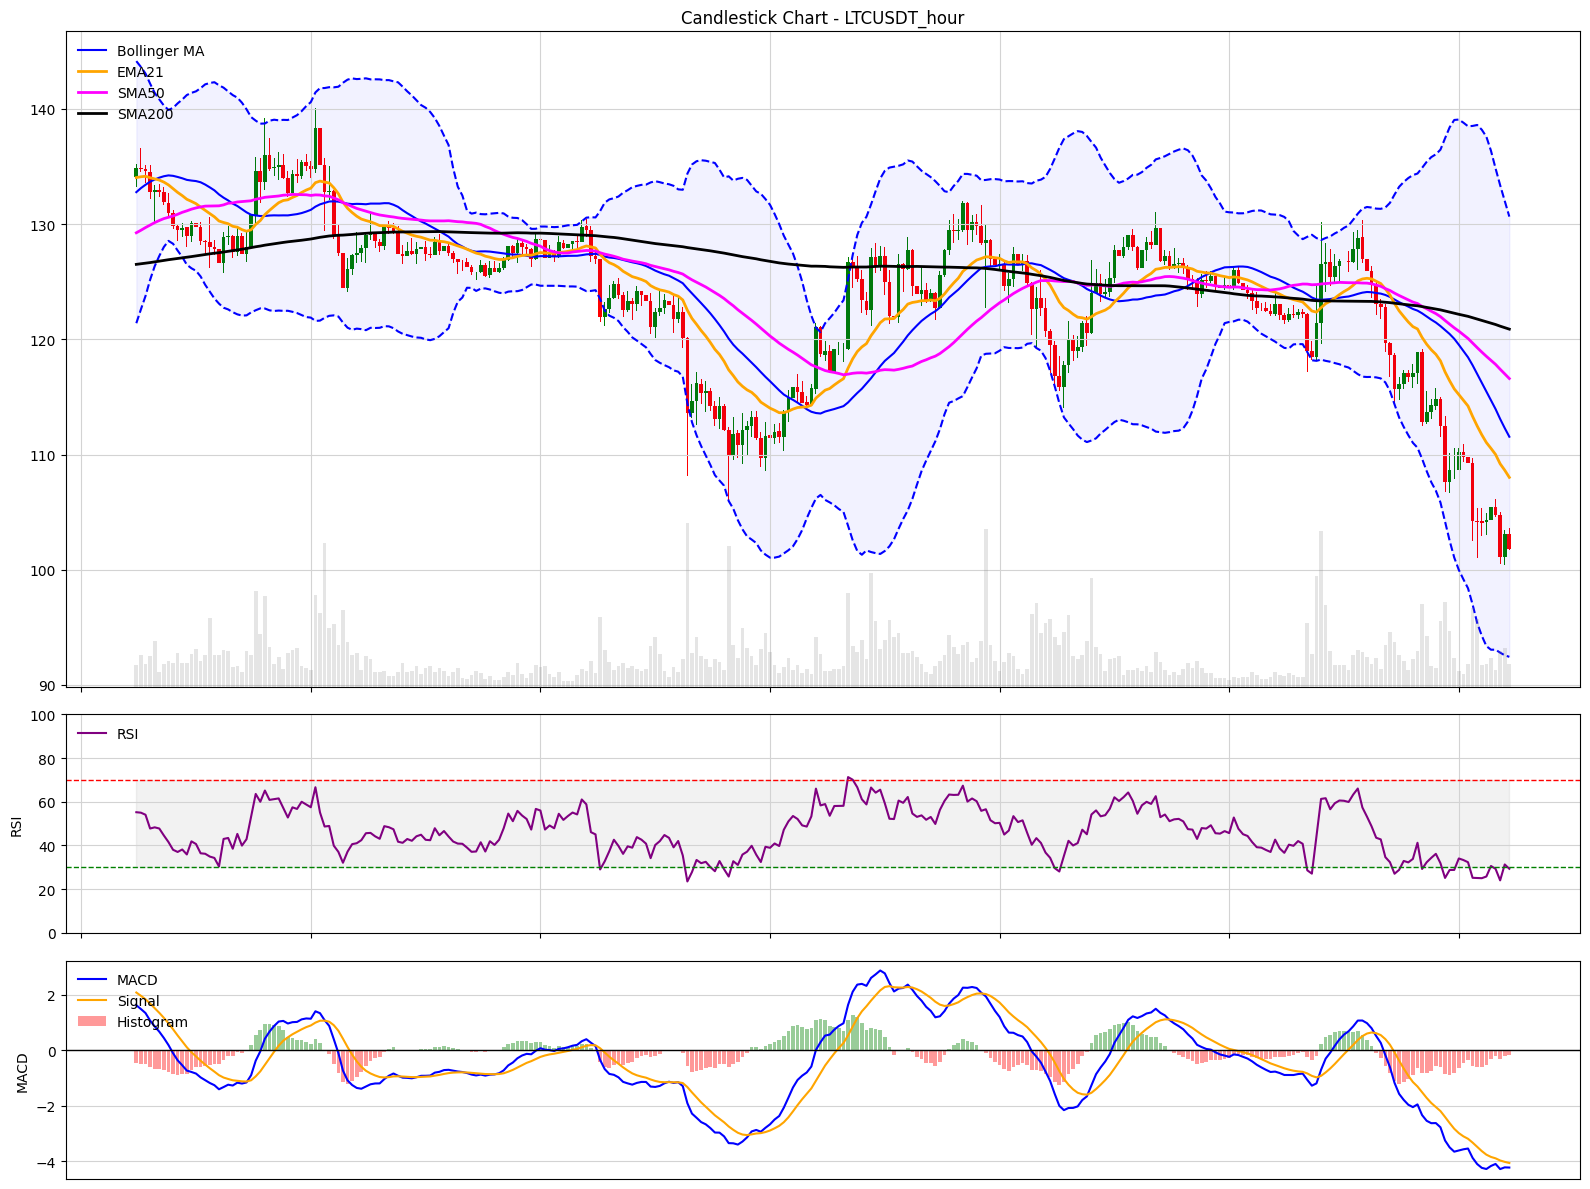 Candlestick Chart - LTCUSDT_hour
Bollinger MA
EMA21
SMA50
SMA200
140
130
120
110
100
90
RSI
100
80
60
40
20
0
RSI
MACD
Signal
Histogram
2
0
−2
−4
MACD